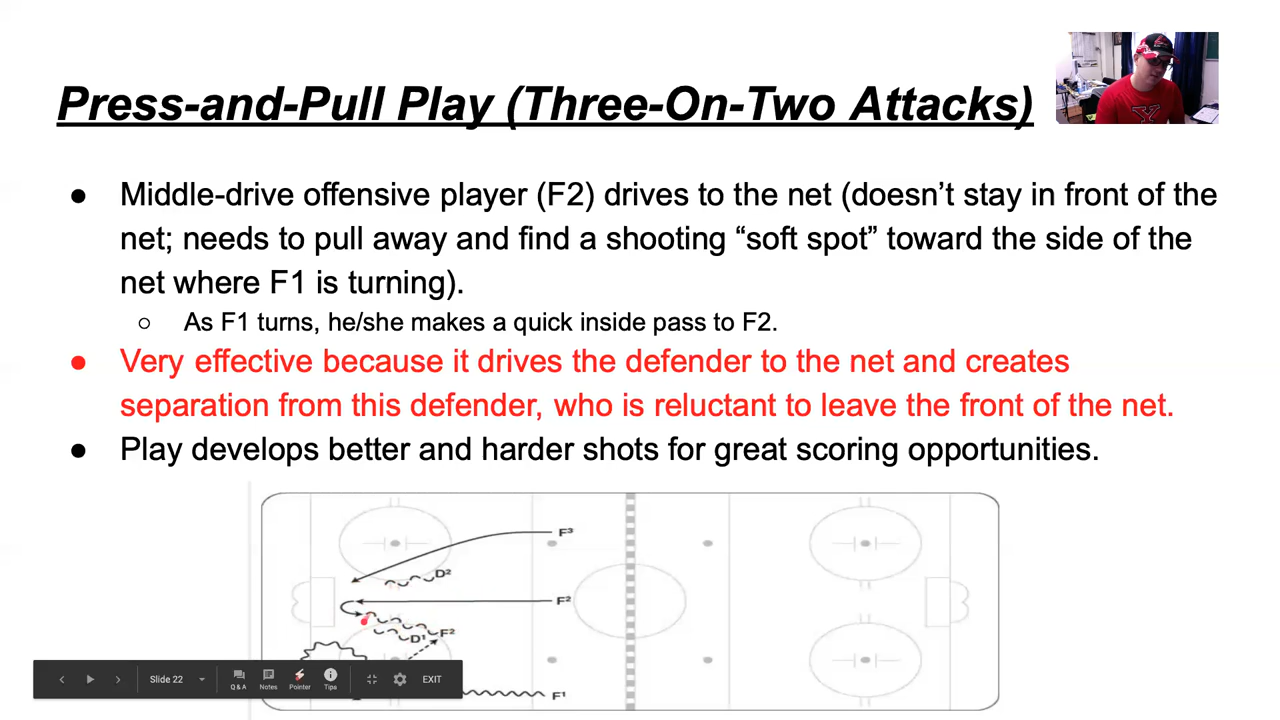 Press-and-Pull Play (Three-On-Two Attacks)
● Middle-drive offensive player (F2) drives to the net (doesn’t stay in front of the
net; needs to pull away and find a shooting “soft spot” toward the side of the
net where F1 is turning).
○ As F1 turns, he/she makes a quick inside pass to F2.
● Very effective because it drives the defender to the net and creates
separation from this defender, who is reluctant to leave the front of the net.
● Play develops better and harder shots for great scoring opportunities.
F³
D²
F²
F²
D¹
F¹
Slide 22
Q&A Notes Pointer Tips
EXIT